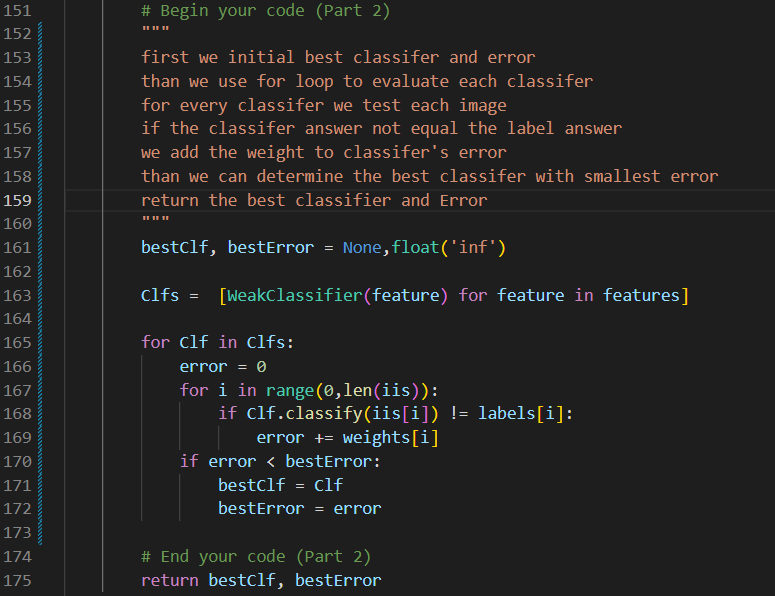 151 # Begin your code (Part 2)
152 """
153 first we initial best classifer and error
154 than we use for loop to evaluate each classifer
155 for every classifer we test each image
156 if the classifer answer not equal the label answer
157 we add the weight to classifer's error
158 than we can determine the best classifer with smallest error
159 return the best classifier and Error
160 """
161 bestClf, bestError = None,float('inf')
162
163 Clfs =  [WeakClassifier(feature) for feature in features]
164
165 for Clf in Clfs:
166     error = 0
167     for i in range(0,len(iis)):
168         if Clf.classify(iis[i]) != labels[i]:
169             error += weights[i]
170     if error < bestError:
171         bestClf = Clf
172         bestError = error
173
174 # End your code (Part 2)
175 return bestClf, bestError